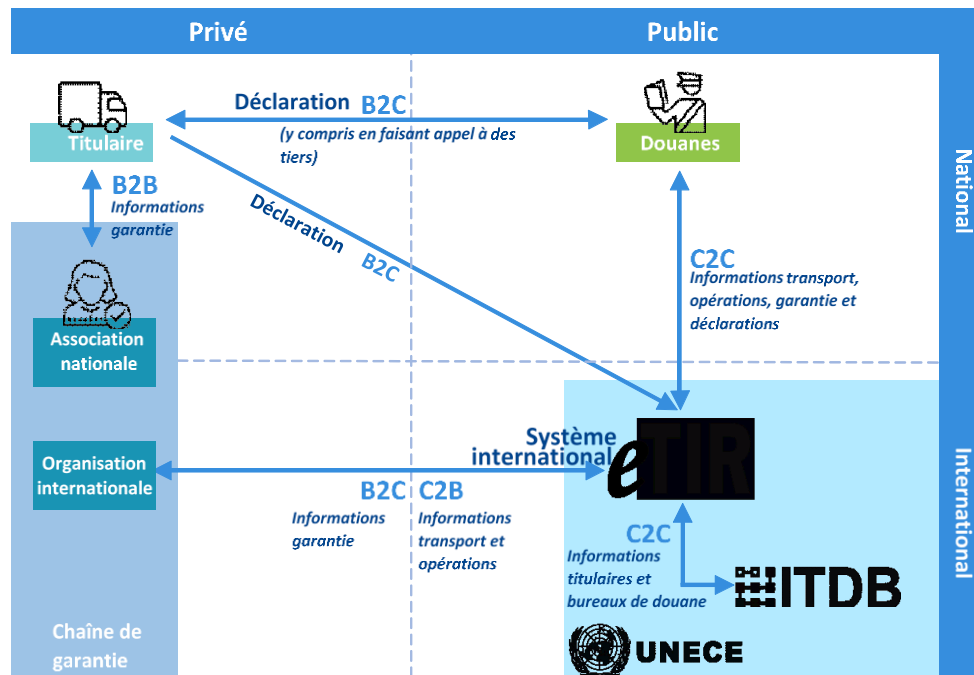 Privé
Public
National
International
Titulaire
Déclaration B2C
(y compris en faisant appel à des
tiers)
Douanes
B2B
Informations
garantie
Déclaration B2C
C2C
Informations transport,
opérations, garantie et
déclarations
Association
nationale
Organisation
internationale
Système
international
eTIR
B2C
Informations
garantie
C2B
Informations
transport et
opérations
C2C
Informations
titulaires et
bureaux de douane
ITDB
Chaîne de
garantie
UNECE